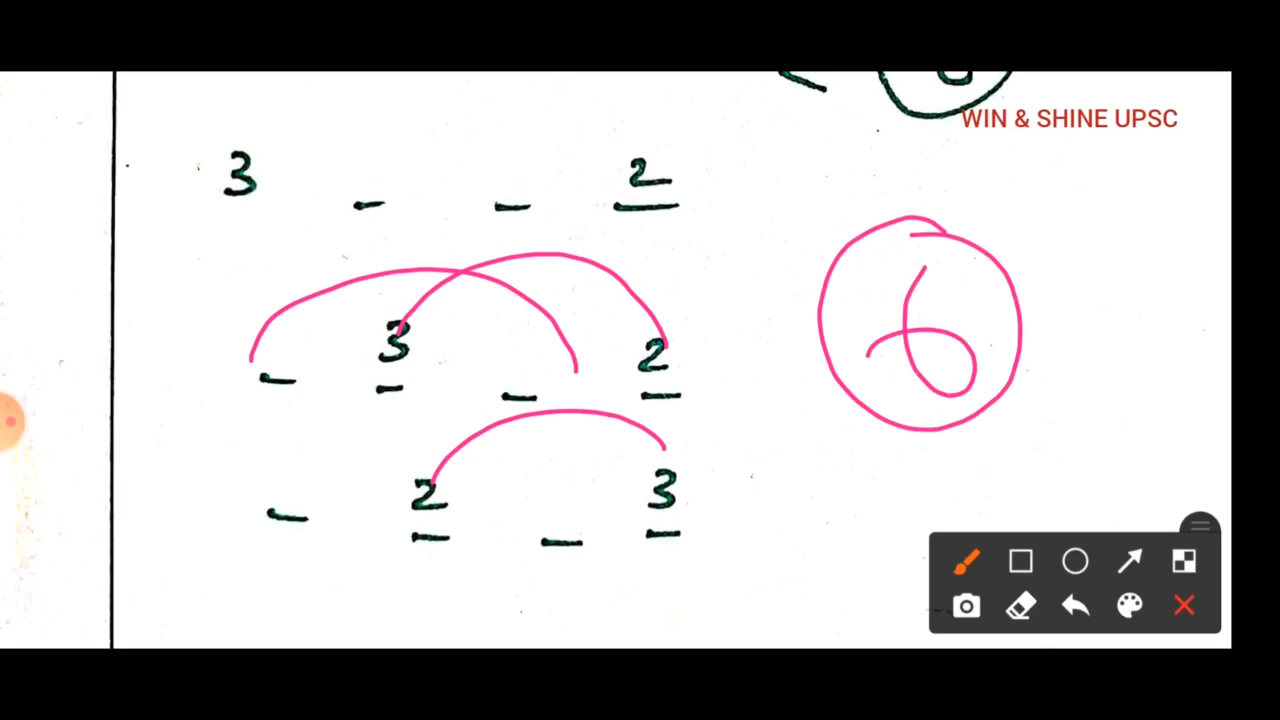 WIN & SHINE UPSC
3 - - 2
- 3 - 2
6
- 2 - 3